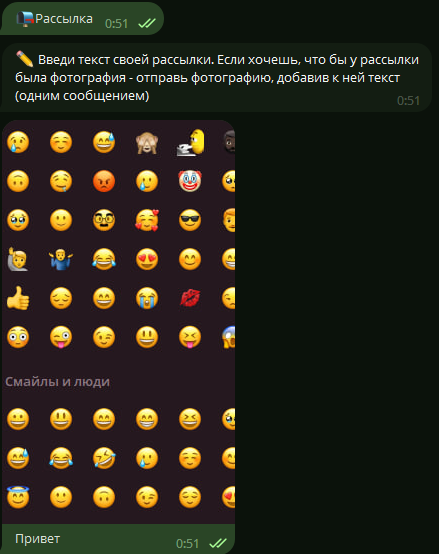 Рассылка 0:51
Введи текст своей рассылки. Если хочешь, что бы у рассылки
была фотография - отправь фотографию, добавив к ней текст
(одним сообщением) 0:51
Смайлы и люди
Привет 0:51